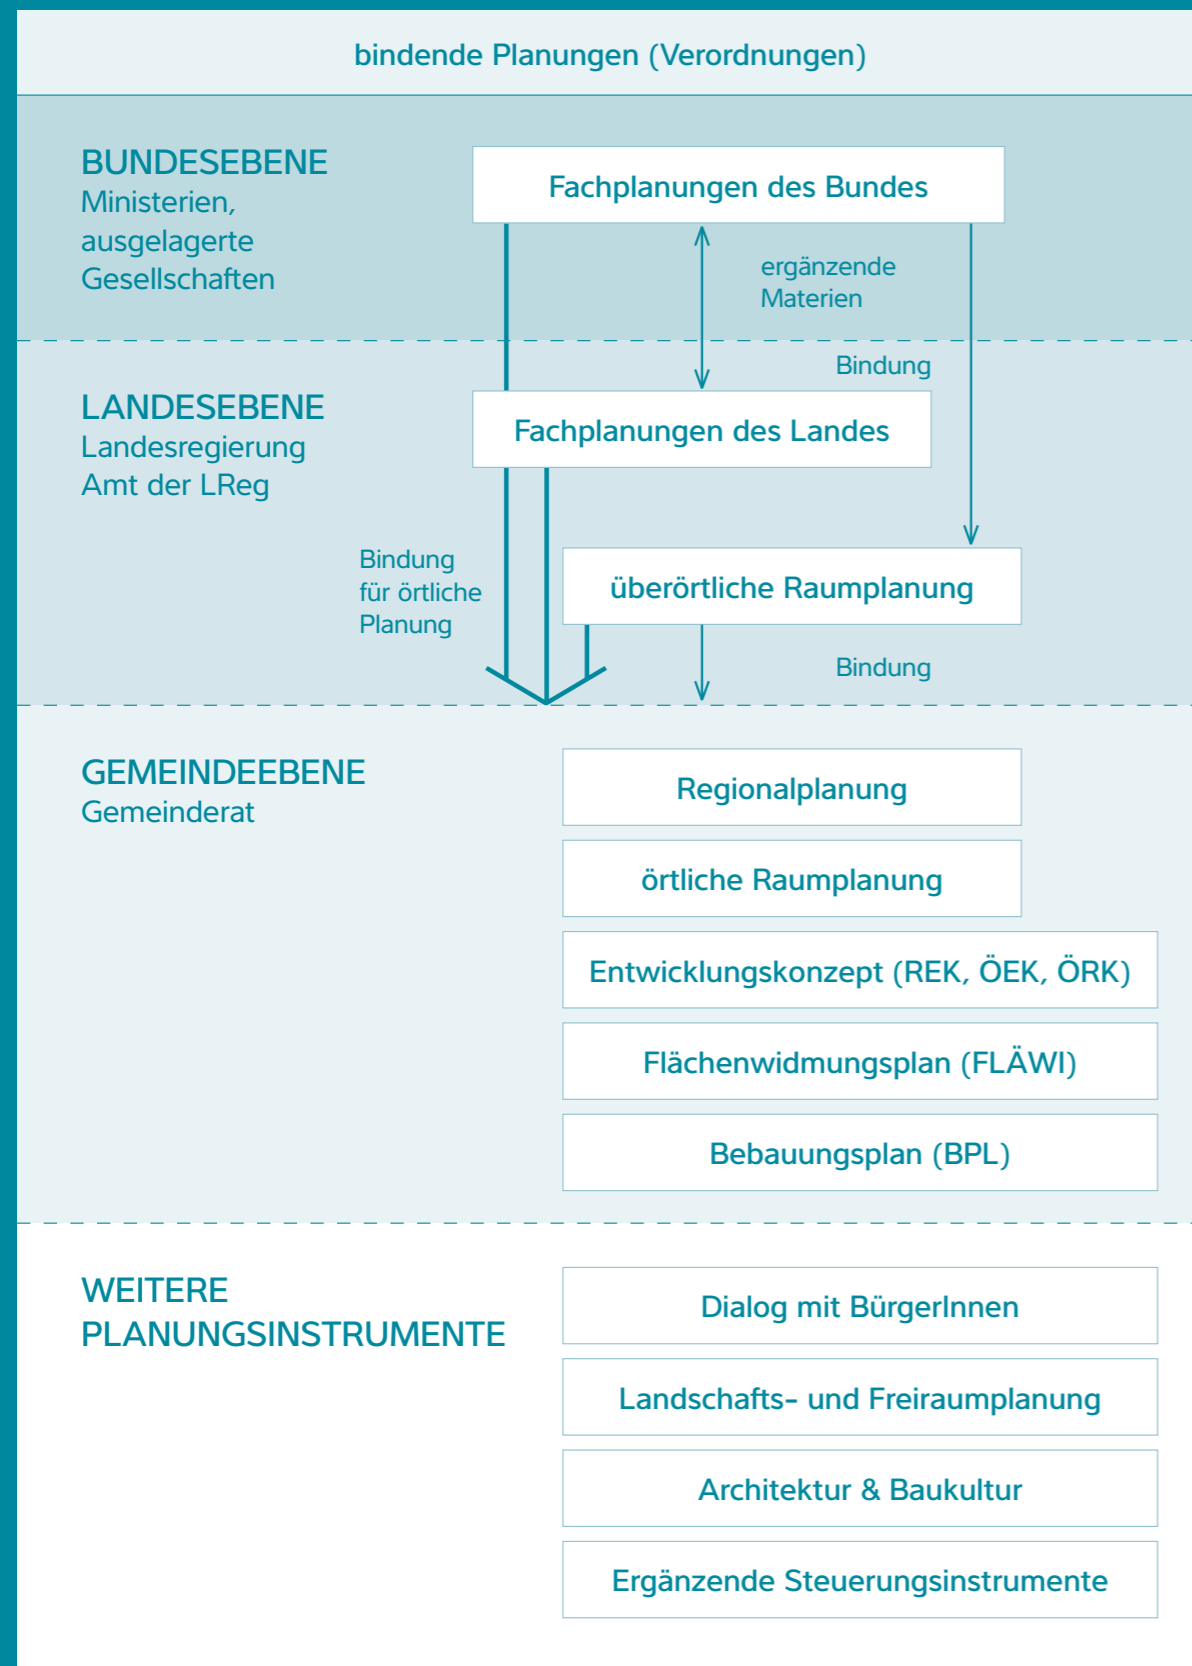 bindende Planungen (Verordnungen)
BUNDESEBENE
Ministerien,
ausgelagerte
Gesellschaften
Fachplanungen des Bundes
ergänzende
Materien
Bindung
LANDESEBENE
Landesregierung
Amt der LReg
Fachplanungen des Landes
Bindung
für örtliche
Planung
überörtliche Raumplanung
Bindung
GEMEINDEEBENE
Gemeinderat
Regionalplanung
örtliche Raumplanung
Entwicklungskonzept (REK, ÖEK, ÖRK)
Flächenwidmungsplan (FLÄWI)
Bebauungsplan (BPL)
WEITERE
PLANUNGSINSTRUMENTE
Dialog mit BürgerInnen
Landschafts- und Freiraumplanung
Architektur & Baukultur
Ergänzende Steuerungsinstrumente